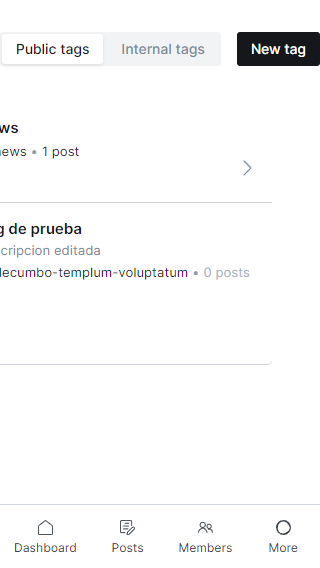 Public tags Internal tags New tag
ws
news • 1 post
g de prueba
cripcion editada
decumbo-templum-voluptatum • 0 posts
Dashboard Posts Members More